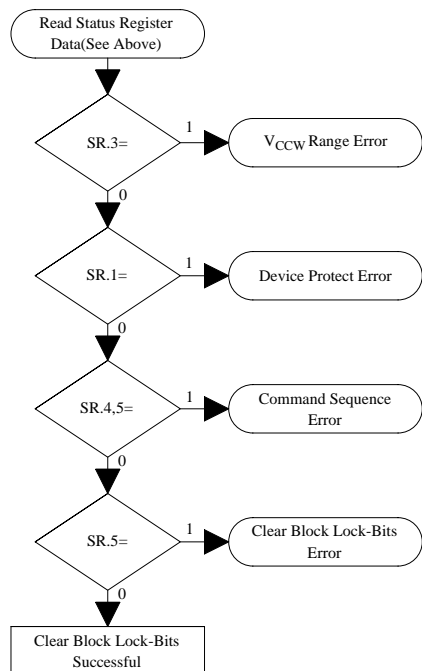 Read Status Register
Data(See Above)
SR.3=
1
VCCW Range Error
0
SR.1=
1
Device Protect Error
0
SR.4,5=
1
Command Sequence
Error
0
SR.5=
1
Clear Block Lock-Bits
Error
0
Clear Block Lock-Bits
Successful